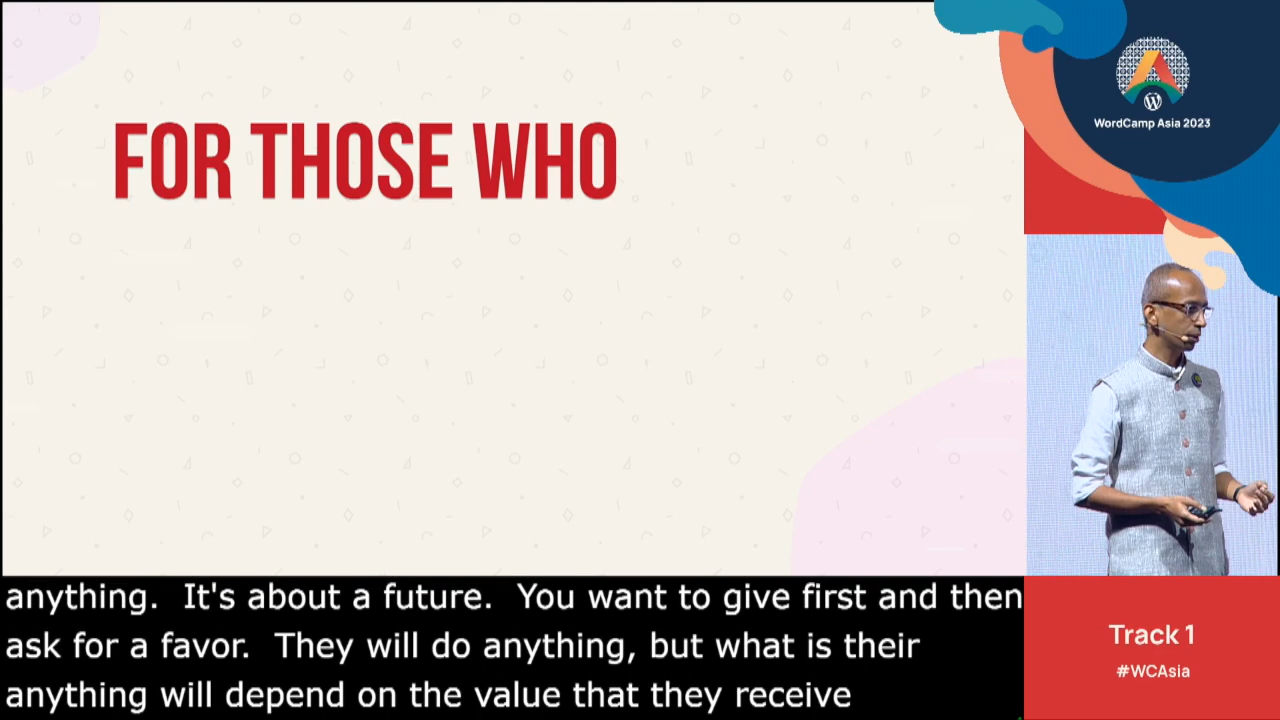 FOR THOSE WHO
WordCamp Asia 2023
anything.  It's about a future.  You want to give first and then
ask for a favor.  They will do anything, but what is their
anything will depend on the value that they receive
Track 1
#WCAsia